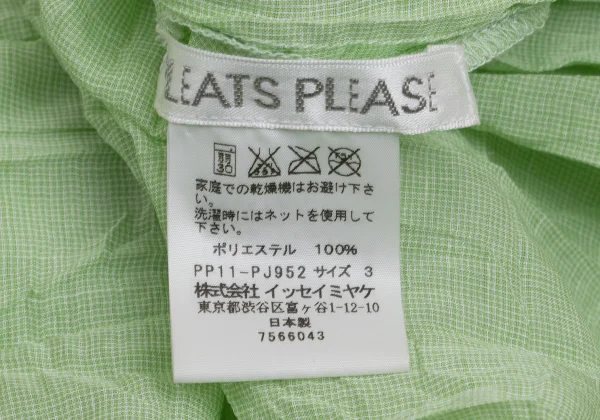 LEATS PLEASE
弱 30
家庭での乾燥機はお避け下
さい。
洗濯時にはネットを使用して
下さい。
ポリエステル 100%
PP11-PJ952 サイズ 3
株式会社 イッセイミヤケ
東京都渋谷区富ヶ谷1-12-10
日本製
7566043